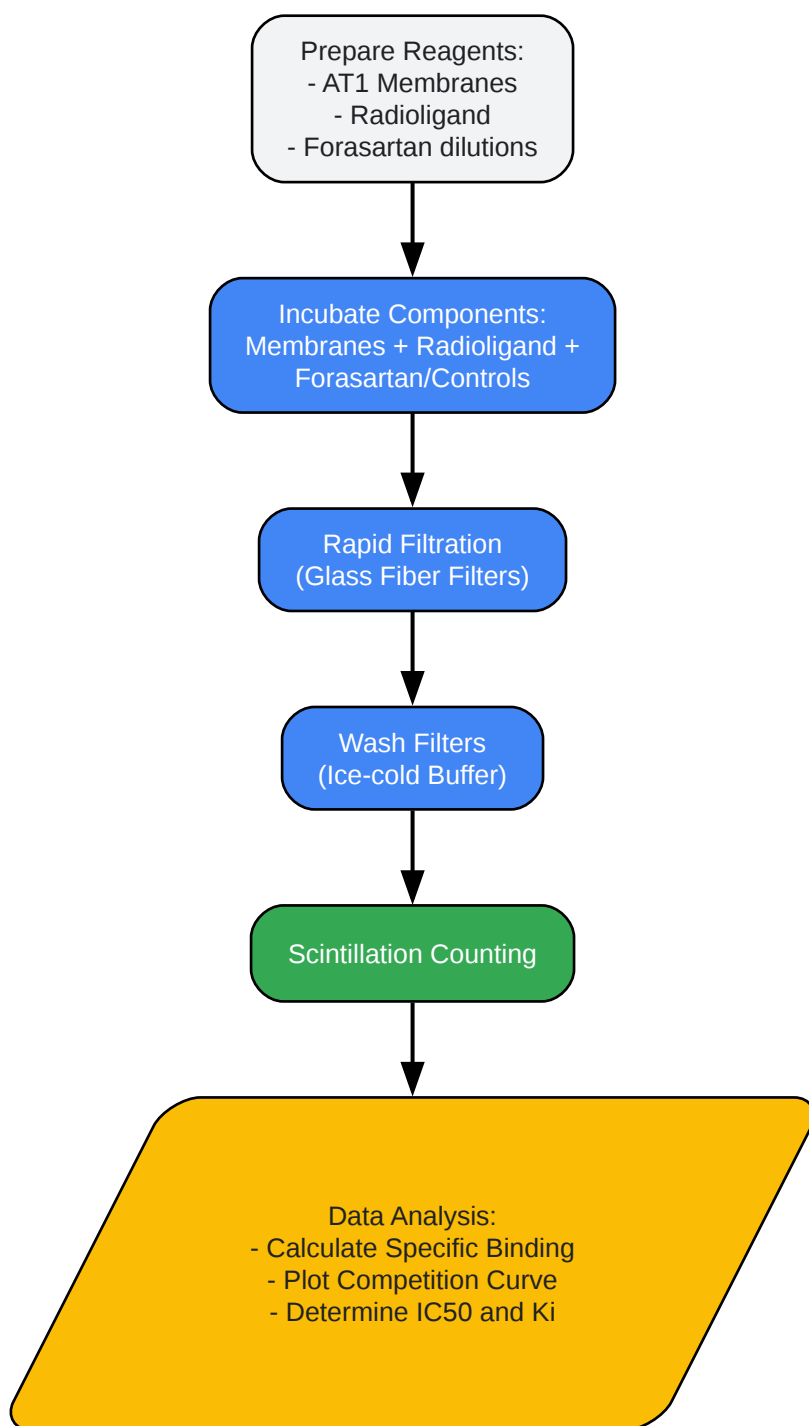 Prepare Reagents:
- AT1 Membranes
- Radioligand
- Forasartan dilutions
Incubate Components:
Membranes + Radioligand +
Forasartan/Controls
Rapid Filtration
(Glass Fiber Filters)
Wash Filters
(Ice-cold Buffer)
Scintillation Counting
Data Analysis:
- Calculate Specific Binding
- Plot Competition Curve
- Determine IC50 and Ki